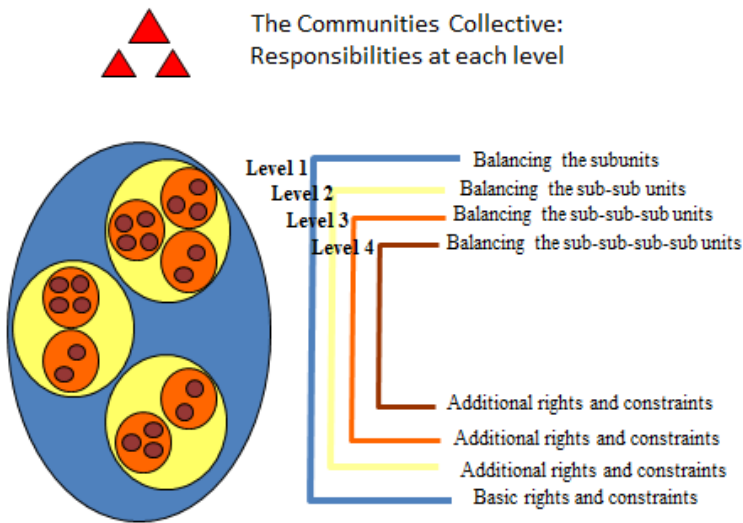 The Communities Collective:
Responsibilities at each level
Level 1 Balancing the subunits
Level 2 Balancing the sub-sub units
Level 3 Balancing the sub-sub-sub units
Level 4 Balancing the sub-sub-sub-sub units
Additional rights and constraints
Additional rights and constraints
Additional rights and constraints
Basic rights and constraints